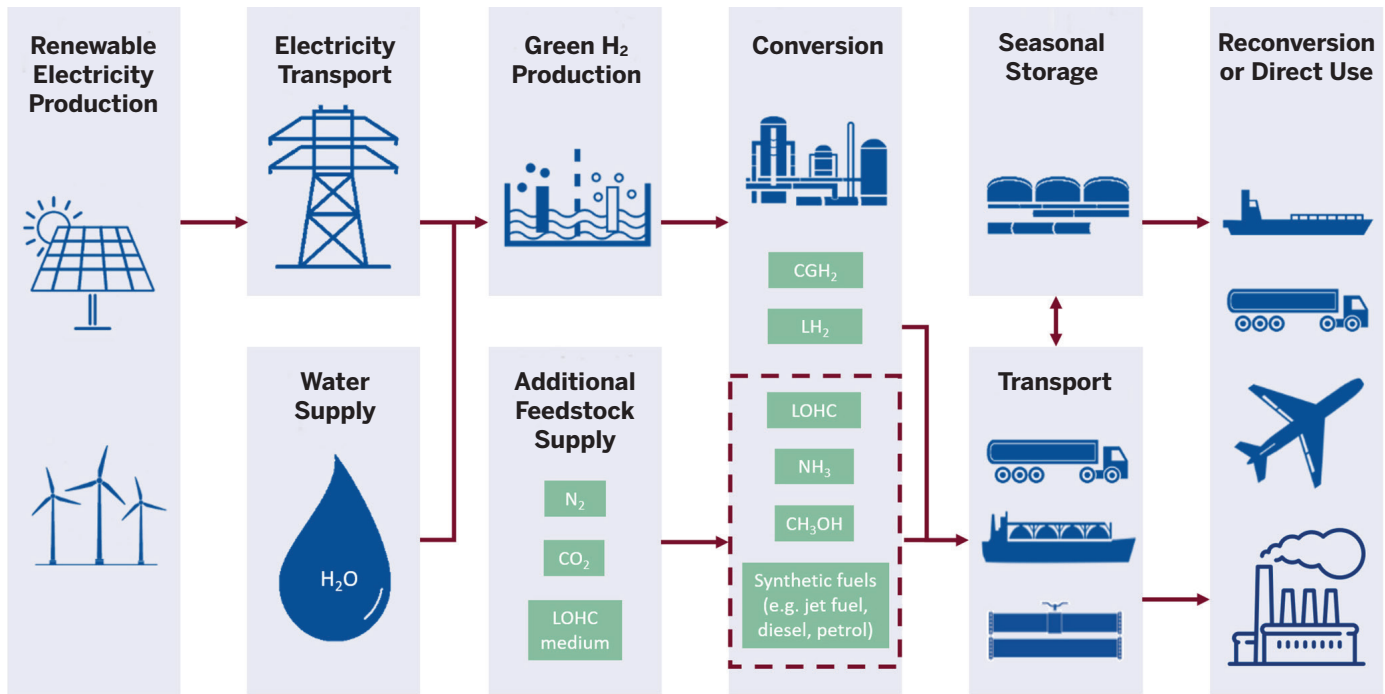 Renewable
Electricity
Production
Electricity
Transport
Water
Supply
H₂O
Green H₂
Production
Additional
Feedstock
Supply
N₂
CO₂
LOHC
medium
Conversion
CGH₂
LH₂
LOHC
NH₃
CH₃OH
Synthetic fuels
(e.g. jet fuel,
diesel, petrol)
Seasonal
Storage
Transport
Reconversion
or Direct Use